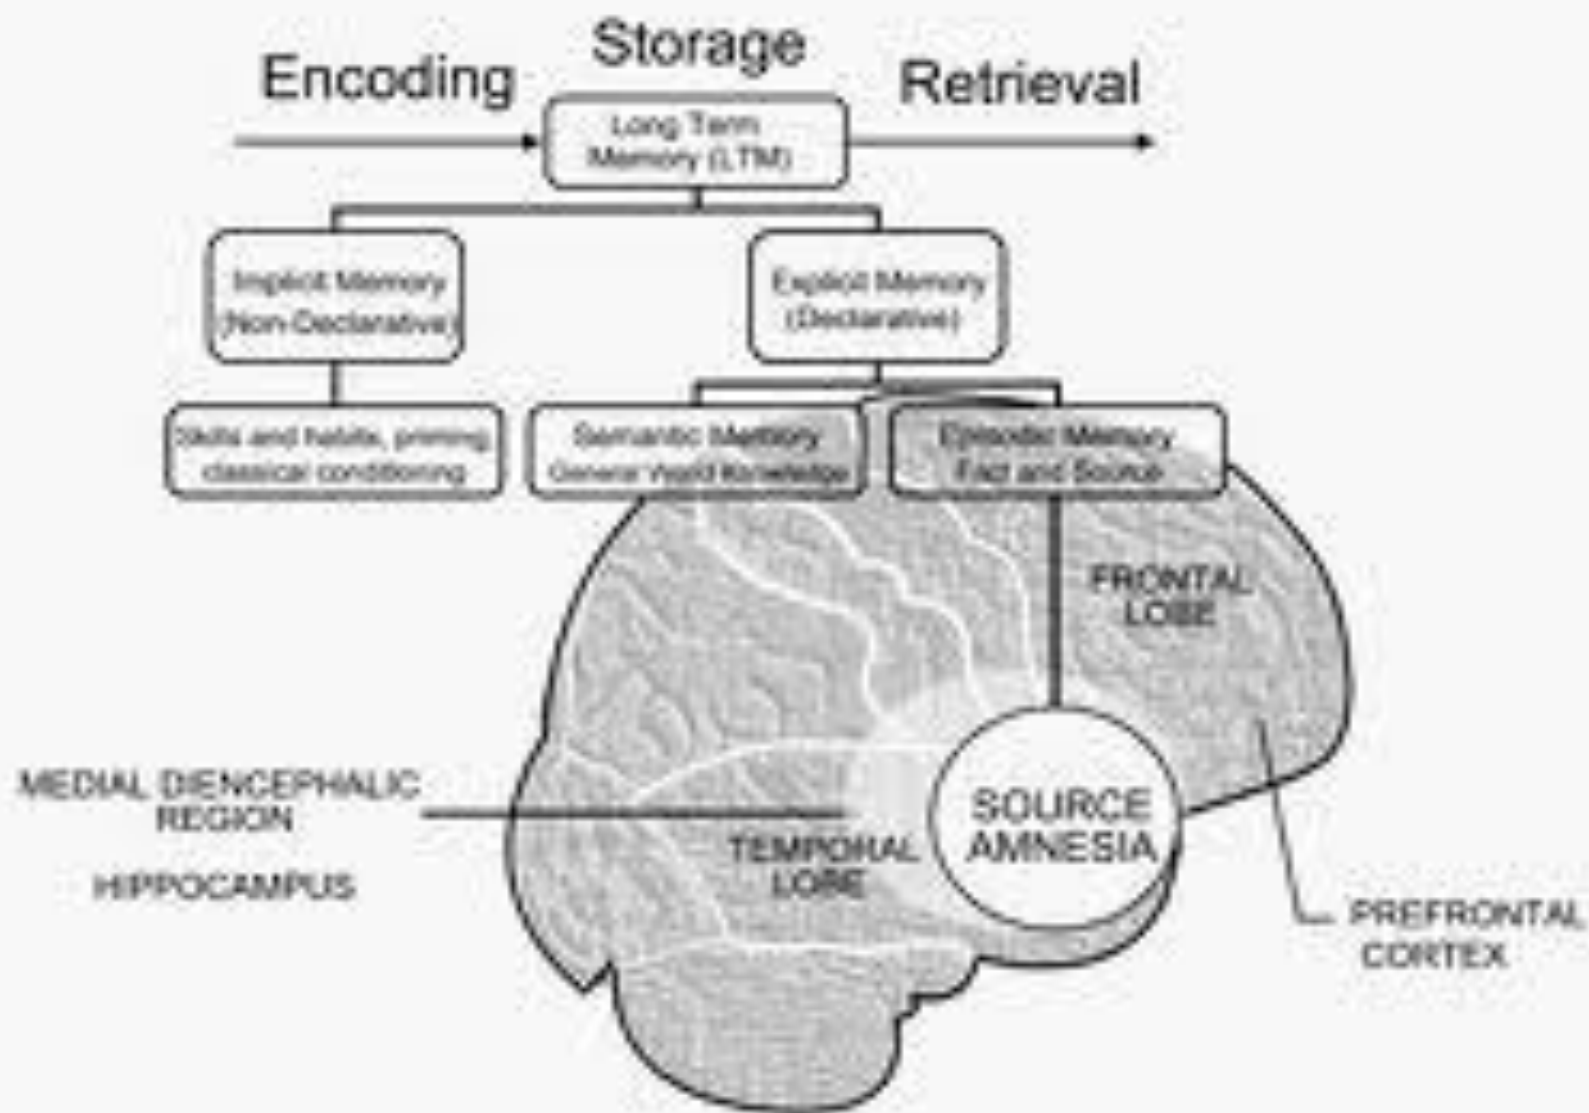 Encoding
Storage
Retrieval
Long Term
Memory (LTM)
Implicit Memory
(Non-Declarative)
Explicit Memory
(Declarative)
Skills and habits, priming,
classical conditioning
Semantic Memory
General World Knowledge
Episodic Memory
Fact and Source
FRONTAL
LOBE
MEDIAL DIENCEPHALIC
REGION
HIPPOCAMPUS
TEMPORAL
LOBE
SOURCE
AMNESIA
PREFRONTAL
CORTEX